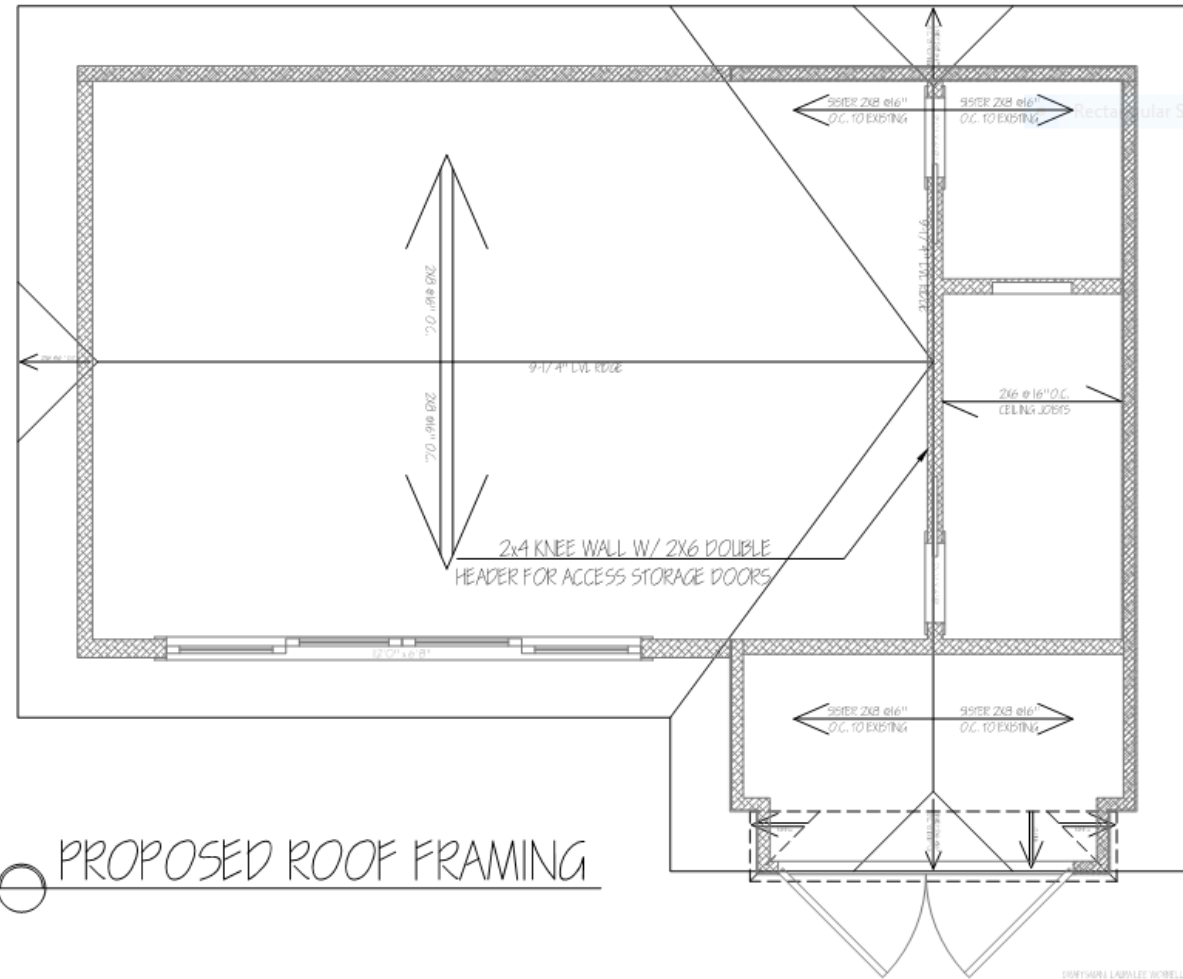 SISTER 2X8 @16"
O.C. TO EXISTING
SISTER 2X8 @16"
O.C. TO EXISTING
Rectangular S
2X8 @16" O.C.
9-1/4" LVL RIDGE
2X8 @16" O.C.
2X6 @ 16" O.C.
CEILING JOISTS
2x4 KNEE WALL W/ 2X6 DOUBLE
HEADER FOR ACCESS STORAGE DOORS
12'0" x 6'8"
SISTER 2X8 @16"
O.C. TO EXISTING
SISTER 2X8 @16"
O.C. TO EXISTING
PROPOSED ROOF FRAMING